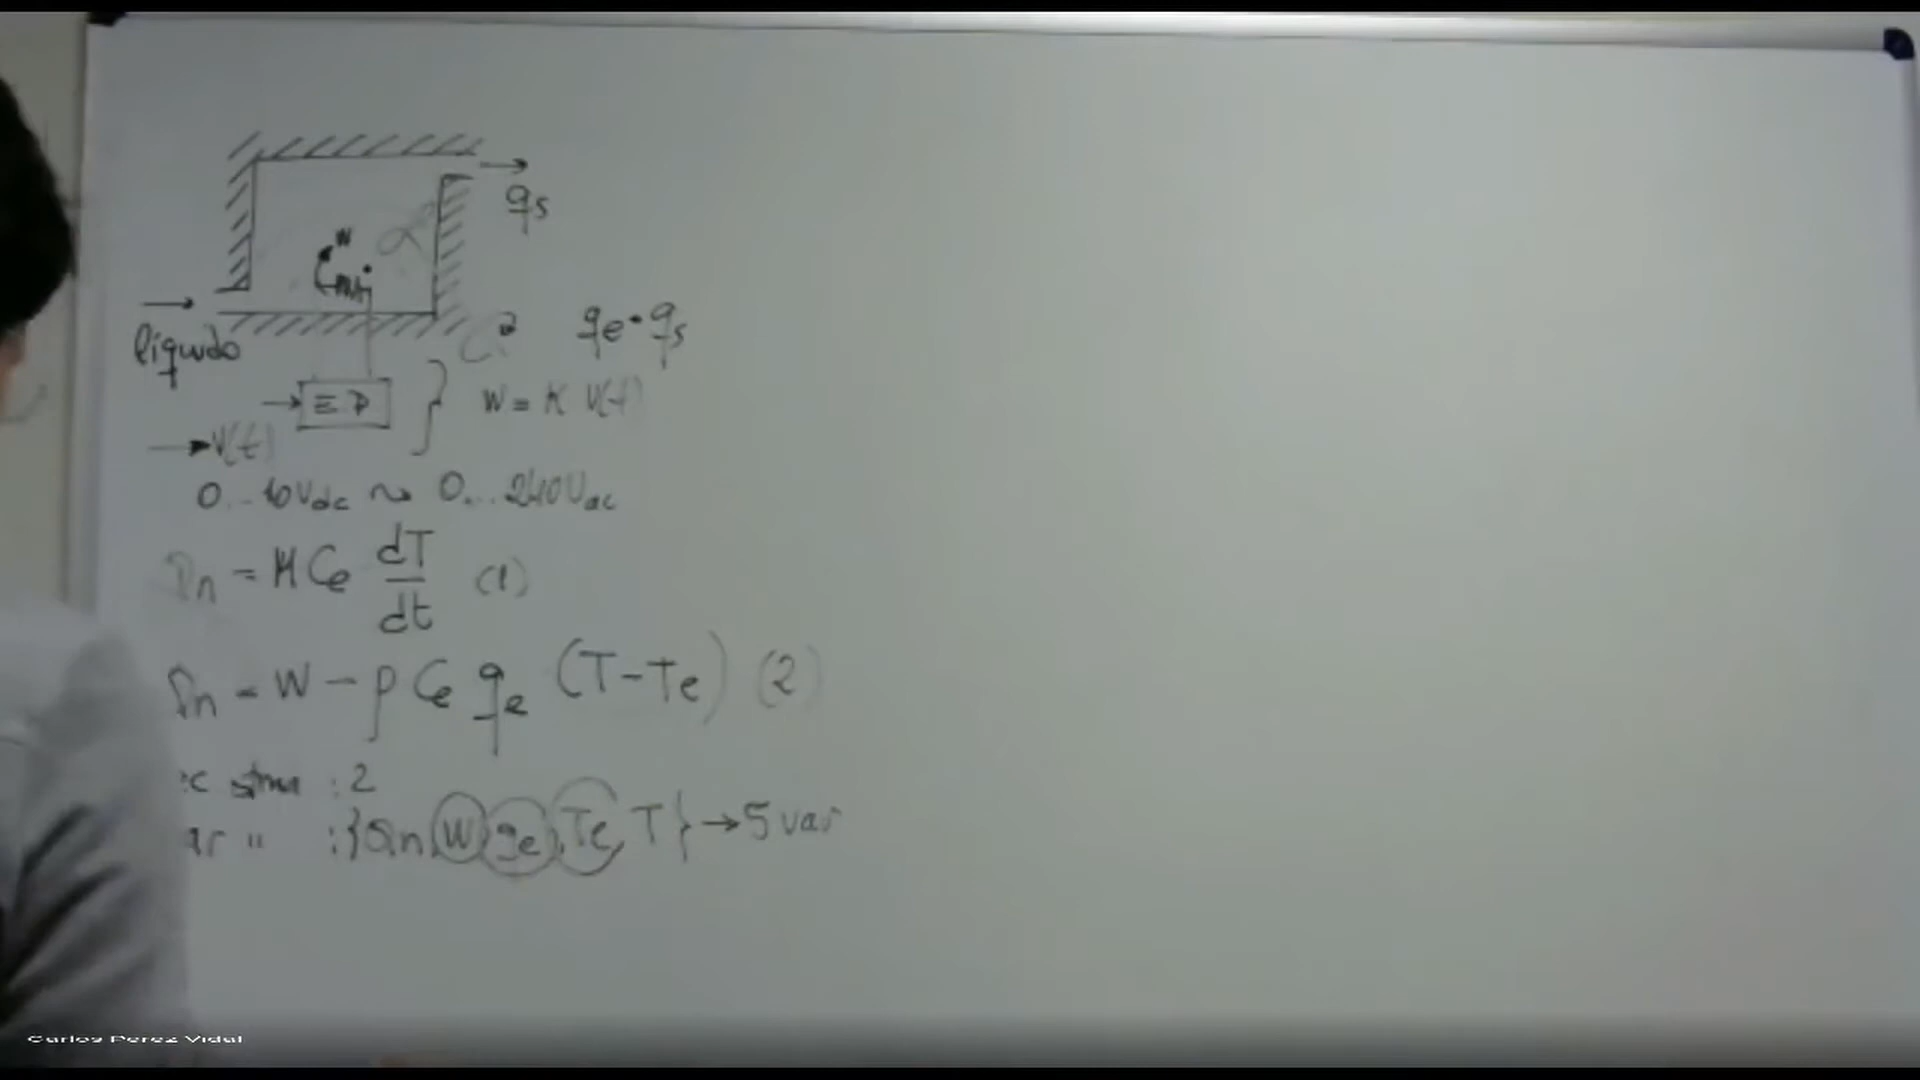 qs
W
líquido
qe = qs
ED
W = K V(t)
V(t)
0...10Vdc ~ 0...240Vac
Qn = M Ce dT/dt (1)
Qn = W - ρ Ce qe (T - Te) (2)
: 2
" : {Qn, W, qe, Te, T} → 5 var
Carlos Perez Vidal